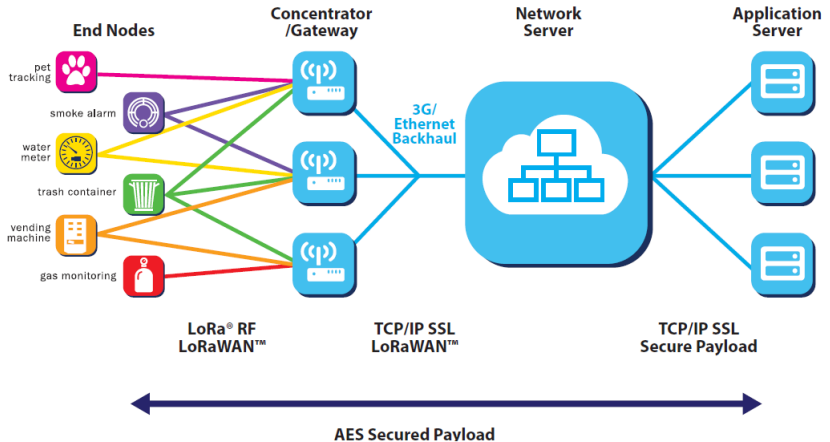 End Nodes
Concentrator
/Gateway
Network
Server
Application
Server
pet
tracking
smoke alarm
water
meter
trash container
vending
machine
gas monitoring
3G/
Ethernet
Backhaul
LoRa® RF
LoRaWAN™
TCP/IP SSL
LoRaWAN™
TCP/IP SSL
Secure Payload
AES Secured Payload